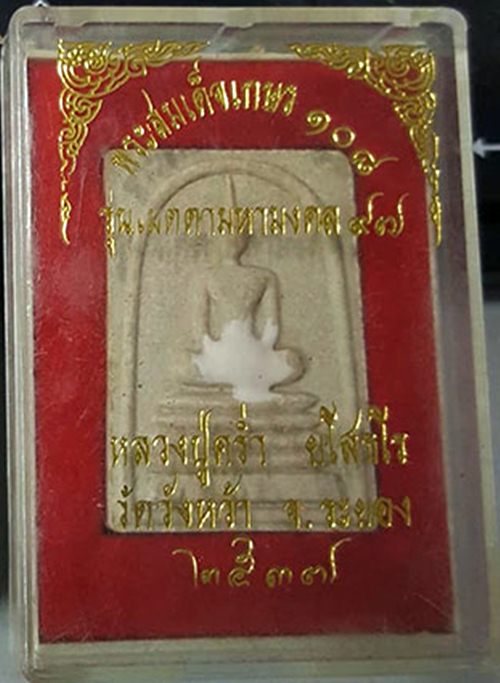 พระสมเด็จเกษร ๑๐๘
รุ่นเมตตามหามงคล ๙๗
หลวงปู่คร่ำ ยโสธโร
วัดวังหว้า จ.ระยอง
๒๕๓๗